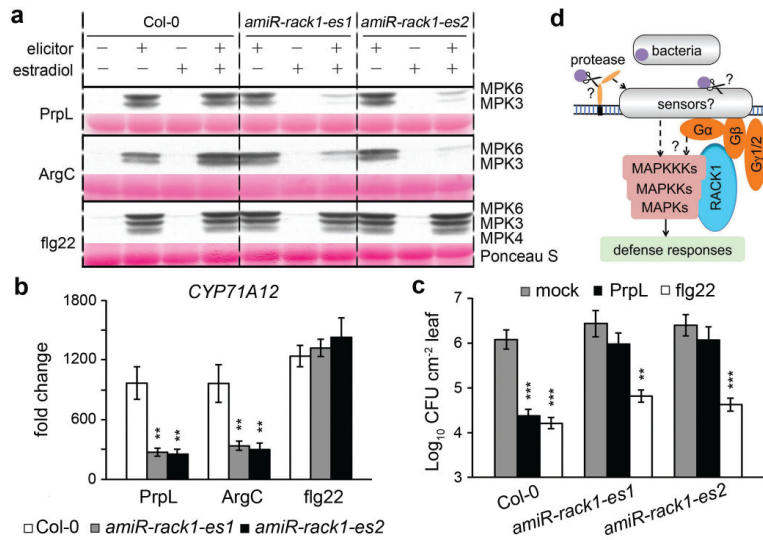 a
Col-0 amiR-rack1-es1 amiR-rack1-es2
elicitor − + − + + − + + − +
estradiol − − + + − + + − + +
PrpL
MPK6
MPK3
ArgC
MPK6
MPK3
flg22
MPK6
MPK3
MPK4
Ponceau S
d
bacteria
protease
?
?
sensors?
Gα
Gβ
Gγ1/2
?
MAPKKKs
MAPKKs
MAPKs
RACK1
defense responses
b
CYP71A12
fold change
1800
1200
600
0
** ** ** **
PrpL ArgC flg22
Col-0 amiR-rack1-es1 amiR-rack1-es2
c
mock PrpL flg22
Log10 CFU cm-2 leaf
7
6
5
4
3
*** *** ** ***
Col-0
amiR-rack1-es1
amiR-rack1-es2